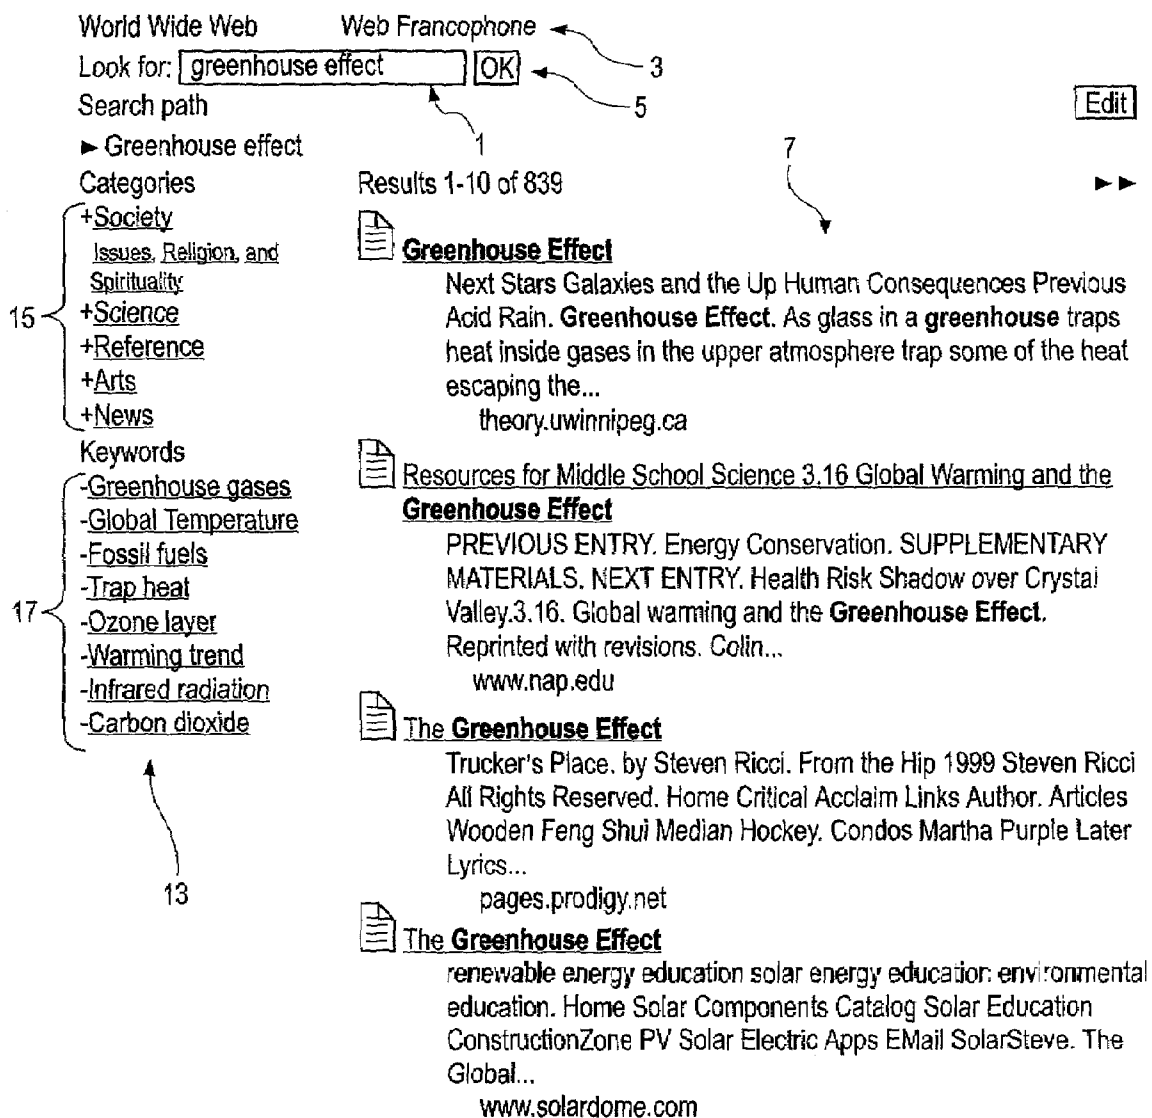 World Wide Web Web Francophone
3
Look for: greenhouse effect OK
5
Search path Edit
1
► Greenhouse effect
7
Categories Results 1-10 of 839 ►►
15
+Society
Issues, Religion, and
Spirituality
+Science
+Reference
+Arts
+News
Keywords
17
-Greenhouse gases
-Global Temperature
-Fossil fuels
-Trap heat
-Ozone layer
-Warming trend
-Infrared radiation
-Carbon dioxide
13
Greenhouse Effect
Next Stars Galaxies and the Up Human Consequences Previous
Acid Rain. Greenhouse Effect. As glass in a greenhouse traps
heat inside gases in the upper atmosphere trap some of the heat
escaping the...
theory.uwinnipeg.ca
Resources for Middle School Science 3.16 Global Warming and the
Greenhouse Effect
PREVIOUS ENTRY. Energy Conservation. SUPPLEMENTARY
MATERIALS. NEXT ENTRY. Health Risk Shadow over Crystal
Valley.3.16. Global warming and the Greenhouse Effect.
Reprinted with revisions. Colin...
www.nap.edu
The Greenhouse Effect
Trucker's Place. by Steven Ricci. From the Hip 1999 Steven Ricci
All Rights Reserved. Home Critical Acclaim Links Author. Articles
Wooden Feng Shui Median Hockey. Condos Martha Purple Later
Lyrics...
pages.prodigy.net
The Greenhouse Effect
renewable energy education solar energy education environmental
education. Home Solar Components Catalog Solar Education
ConstructionZone PV Solar Electric Apps EMail SolarSteve. The
Global...
www.solardome.com